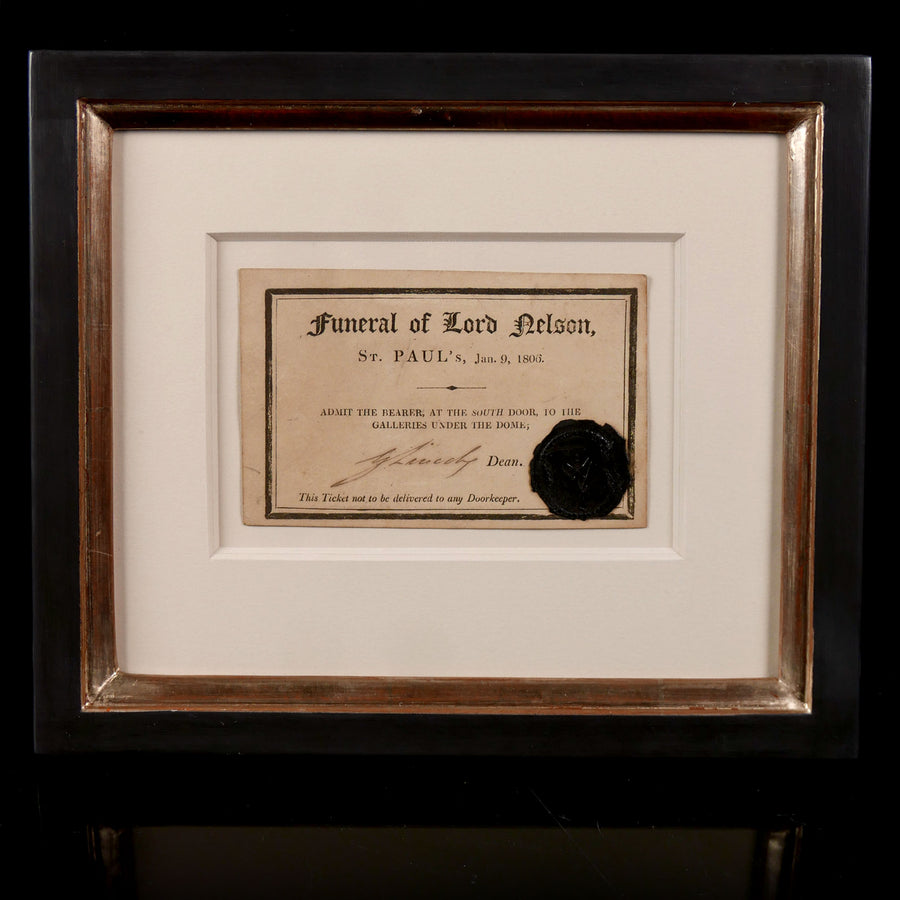 Funeral of Lord Nelson,
ST. PAUL's, Jan. 9, 1806.
ADMIT THE BEARER, AT THE SOUTH DOOR, TO THE
GALLERIES UNDER THE DOME;
G Lincoln Dean.
This Ticket not to be delivered to any Doorkeeper.